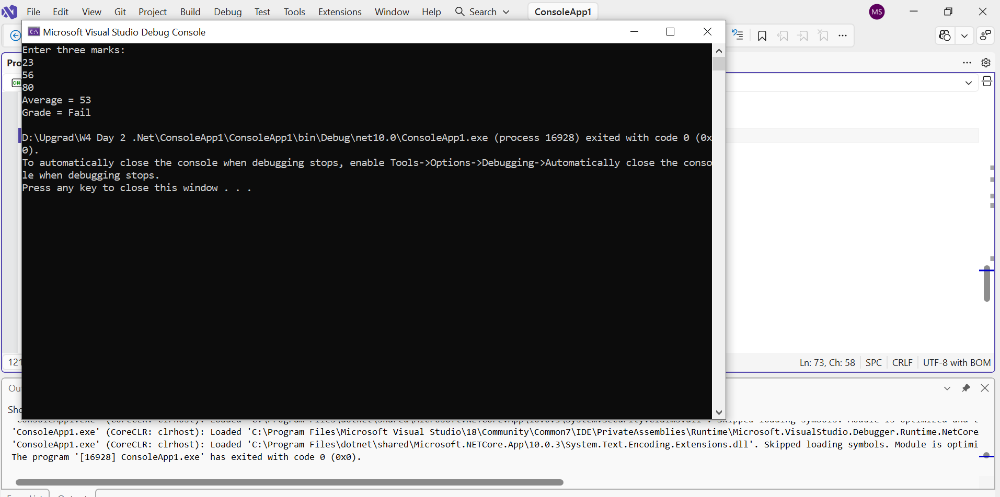 File Edit View Git Project Build Debug Test Tools Extensions Window Help Search ConsoleApp1 MS
Microsoft Visual Studio Debug Console
Enter three marks:
Pro
23
56
C#
80
Average = 53
Grade = Fail
D:\Upgrad\W4 Day 2 .Net\ConsoleApp1\ConsoleApp1\bin\Debug\net10.0\ConsoleApp1.exe (process 16928) exited with code 0 (0x
0).
To automatically close the console when debugging stops, enable Tools->Options->Debugging->Automatically close the conso
le when debugging stops.
Press any key to close this window . . .
121
Ln: 73, Ch: 58 SPC CRLF UTF-8 with BOM
Ou
Sho
'ConsoleApp1.exe' (CoreCLR: clrhost): Loaded 'C:\Program Files\Microsoft Visual Studio\18\Community\Common7\IDE\PrivateAssemblies\Runtime\Microsoft.VisualStudio.Debugger.Runtime.NetCore.
'ConsoleApp1.exe' (CoreCLR: clrhost): Loaded 'C:\Program Files\dotnet\shared\Microsoft.NETCore.App\10.0.3\System.Text.Encoding.Extensions.dll'. Skipped loading symbols. Module is optimi
The program '[16928] ConsoleApp1.exe' has exited with code 0 (0x0).